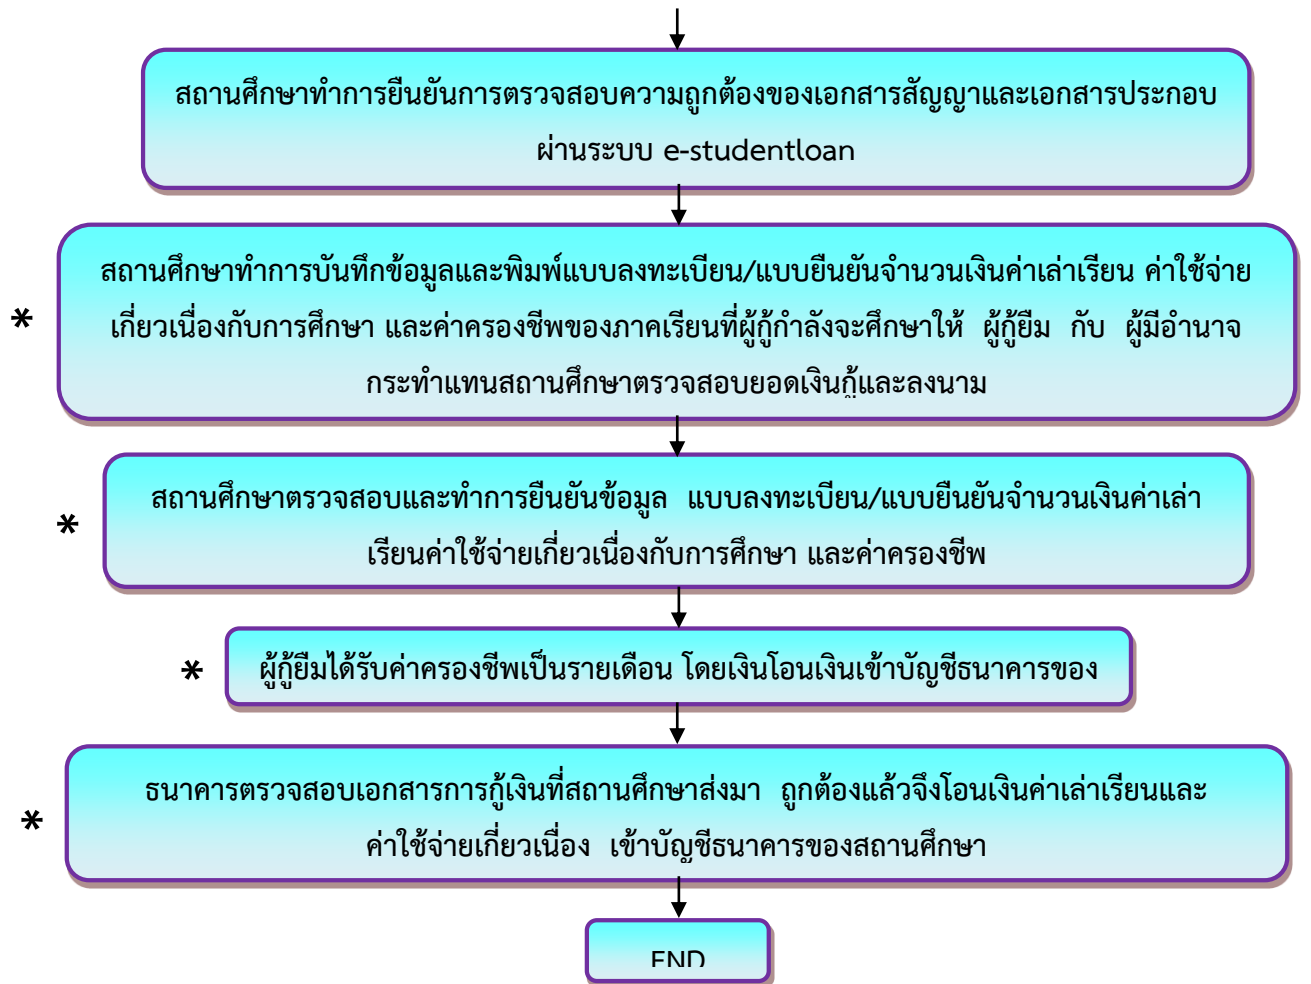 สถานศึกษาทำการยืนยันการตรวจสอบความถูกต้องของเอกสารสัญญาและเอกสารประกอบ
ผ่านระบบ e-studentloan
สถานศึกษาทำการบันทึกข้อมูลและพิมพ์แบบลงทะเบียน/แบบยืนยันจำนวนเงินค่าเล่าเรียน ค่าใช้จ่าย
* เกี่ยวเนื่องกับการศึกษา และค่าครองชีพของภาคเรียนที่ผู้กู้กำลังจะศึกษาให้ ผู้กู้ยืม กับ ผู้มีอำนาจ
กระทำแทนสถานศึกษาตรวจสอบยอดเงินกู้และลงนาม
* สถานศึกษาตรวจสอบและทำการยืนยันข้อมูล แบบลงทะเบียน/แบบยืนยันจำนวนเงินค่าเล่า
เรียนค่าใช้จ่ายเกี่ยวเนื่องกับการศึกษา และค่าครองชีพ
* ผู้กู้ยืมได้รับค่าครองชีพเป็นรายเดือน โดยเงินโอนเงินเข้าบัญชีธนาคารของ
* ธนาคารตรวจสอบเอกสารการกู้เงินที่สถานศึกษาส่งมา ถูกต้องแล้วจึงโอนเงินค่าเล่าเรียนและ
ค่าใช้จ่ายเกี่ยวเนื่อง เข้าบัญชีธนาคารของสถานศึกษา
END